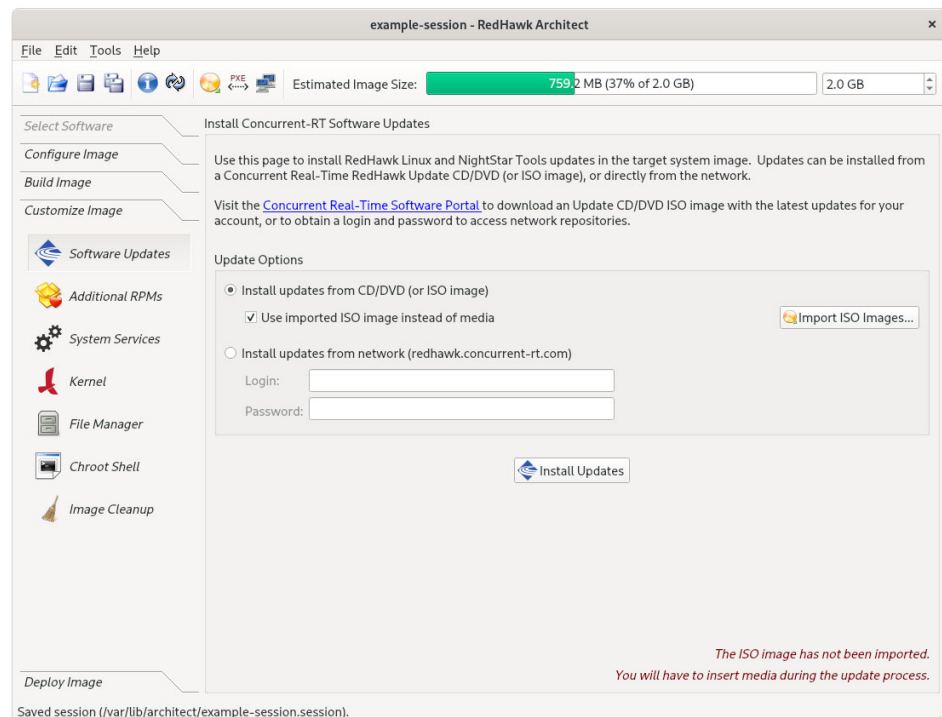 example-session - RedHawk Architect
×
File Edit Tools Help
PXE
Estimated Image Size:
759.2 MB (37% of 2.0 GB)
2.0 GB
Select Software
Configure Image
Build Image
Customize Image
Software Updates
Additional RPMs
System Services
Kernel
File Manager
Chroot Shell
Image Cleanup
Deploy Image
Install Concurrent-RT Software Updates
Use this page to install RedHawk Linux and NightStar Tools updates in the target system image. Updates can be installed from
a Concurrent Real-Time RedHawk Update CD/DVD (or ISO image), or directly from the network.
Visit the Concurrent Real-Time Software Portal to download an Update CD/DVD ISO image with the latest updates for your
account, or to obtain a login and password to access network repositories.
Update Options
Install updates from CD/DVD (or ISO image)
Use imported ISO image instead of media
Import ISO Images...
Install updates from network (redhawk.concurrent-rt.com)
Login:
Password:
Install Updates
The ISO image has not been imported.
You will have to insert media during the update process.
Saved session (/var/lib/architect/example-session.session).